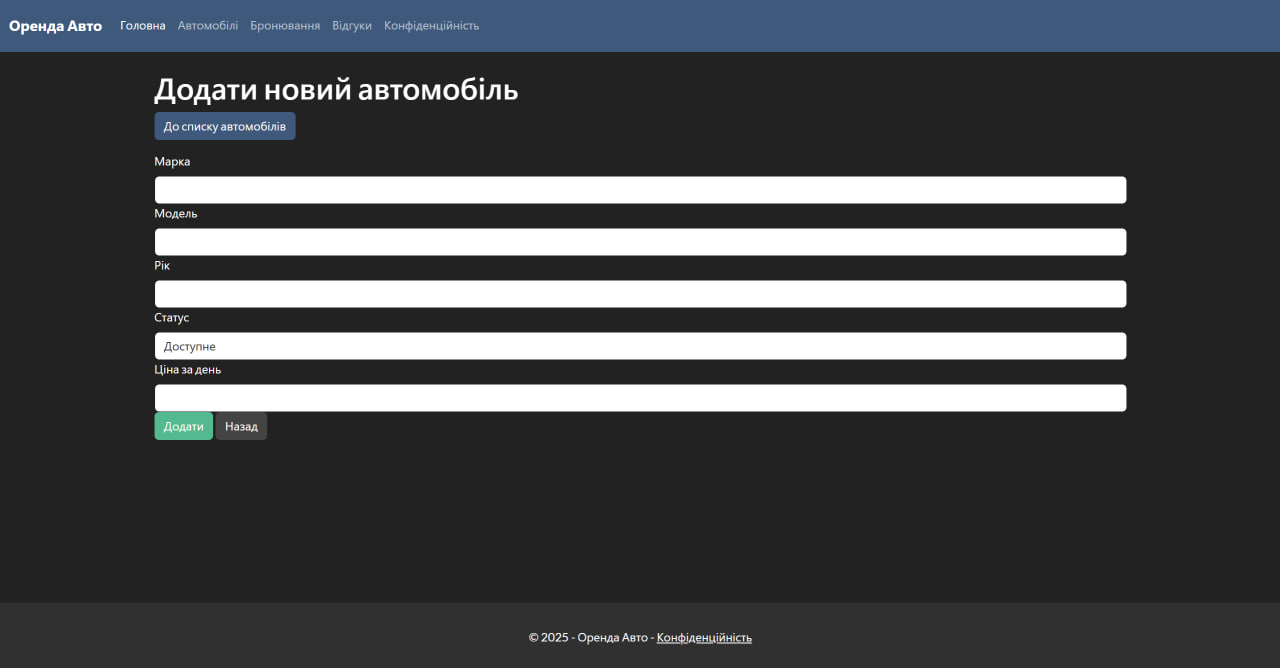 Оренда Авто Головна Автомобілі Бронювання Відгуки Конфіденційність
Додати новий автомобіль
До списку автомобілів
Марка
Модель
Рік
Статус
Доступне
Ціна за день
Додати Назад
© 2025 - Оренда Авто - Конфіденційність